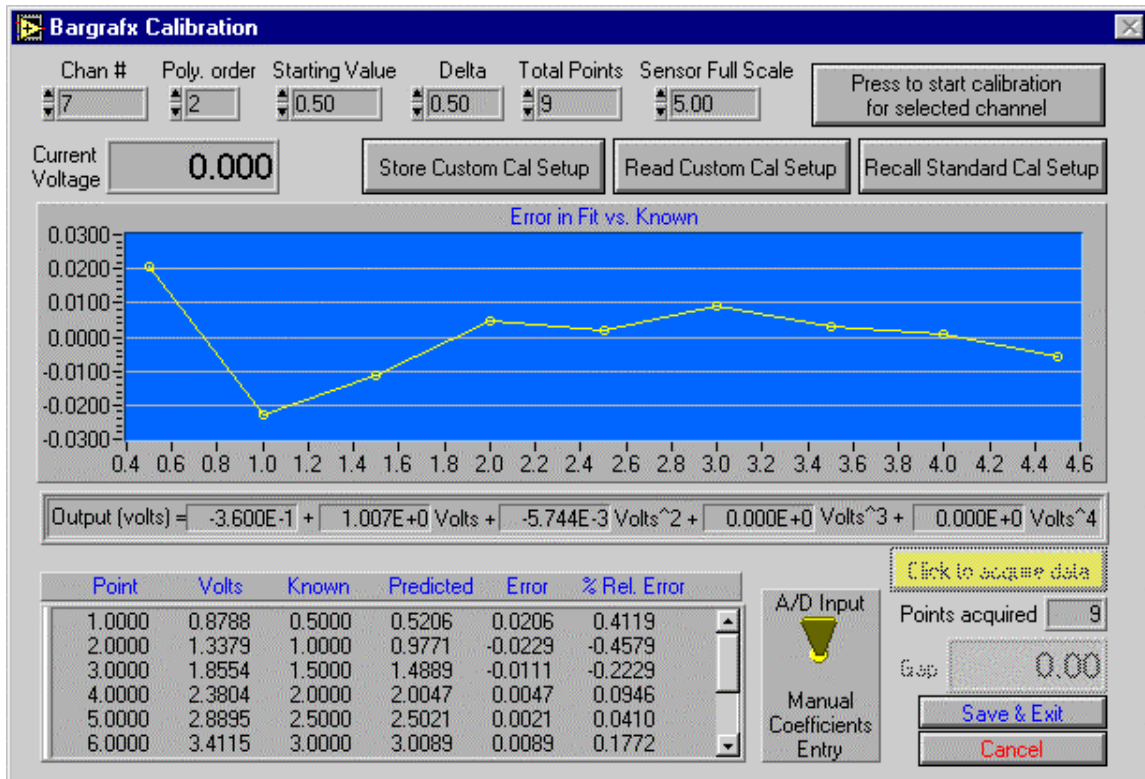 Bargrafx Calibration
Chan # Poly. order Starting Value Delta Total Points Sensor Full Scale
7 2 0.50 0.50 9 5.00
Press to start calibration
for selected channel
Current
Voltage
0.000
Store Custom Cal Setup Read Custom Cal Setup Recall Standard Cal Setup
Error in Fit vs. Known
0.0300
0.0200
0.0100
0.0000
-0.0100
-0.0200
-0.0300
0.4 0.6 0.8 1.0 1.2 1.4 1.6 1.8 2.0 2.2 2.4 2.6 2.8 3.0 3.2 3.4 3.6 3.8 4.0 4.2 4.4 4.6
Output (volts) = -3.600E-1 + 1.007E+0 Volts + -5.744E-3 Volts^2 + 0.000E+0 Volts^3 + 0.000E+0 Volts^4
Point Volts Known Predicted Error % Rel. Error
1.0000 0.8788 0.5000 0.5206 0.0206 0.4119
2.0000 1.3379 1.0000 0.9771 -0.0229 -0.4579
3.0000 1.8554 1.5000 1.4889 -0.0111 -0.2229
4.0000 2.3804 2.0000 2.0047 0.0047 0.0946
5.0000 2.8895 2.5000 2.5021 0.0021 0.0410
6.0000 3.4115 3.0000 3.0089 0.0089 0.1772
A/D Input
Manual
Coefficients
Entry
Click to acquire data
Points acquired 9
Gap 0.00
Save & Exit
Cancel